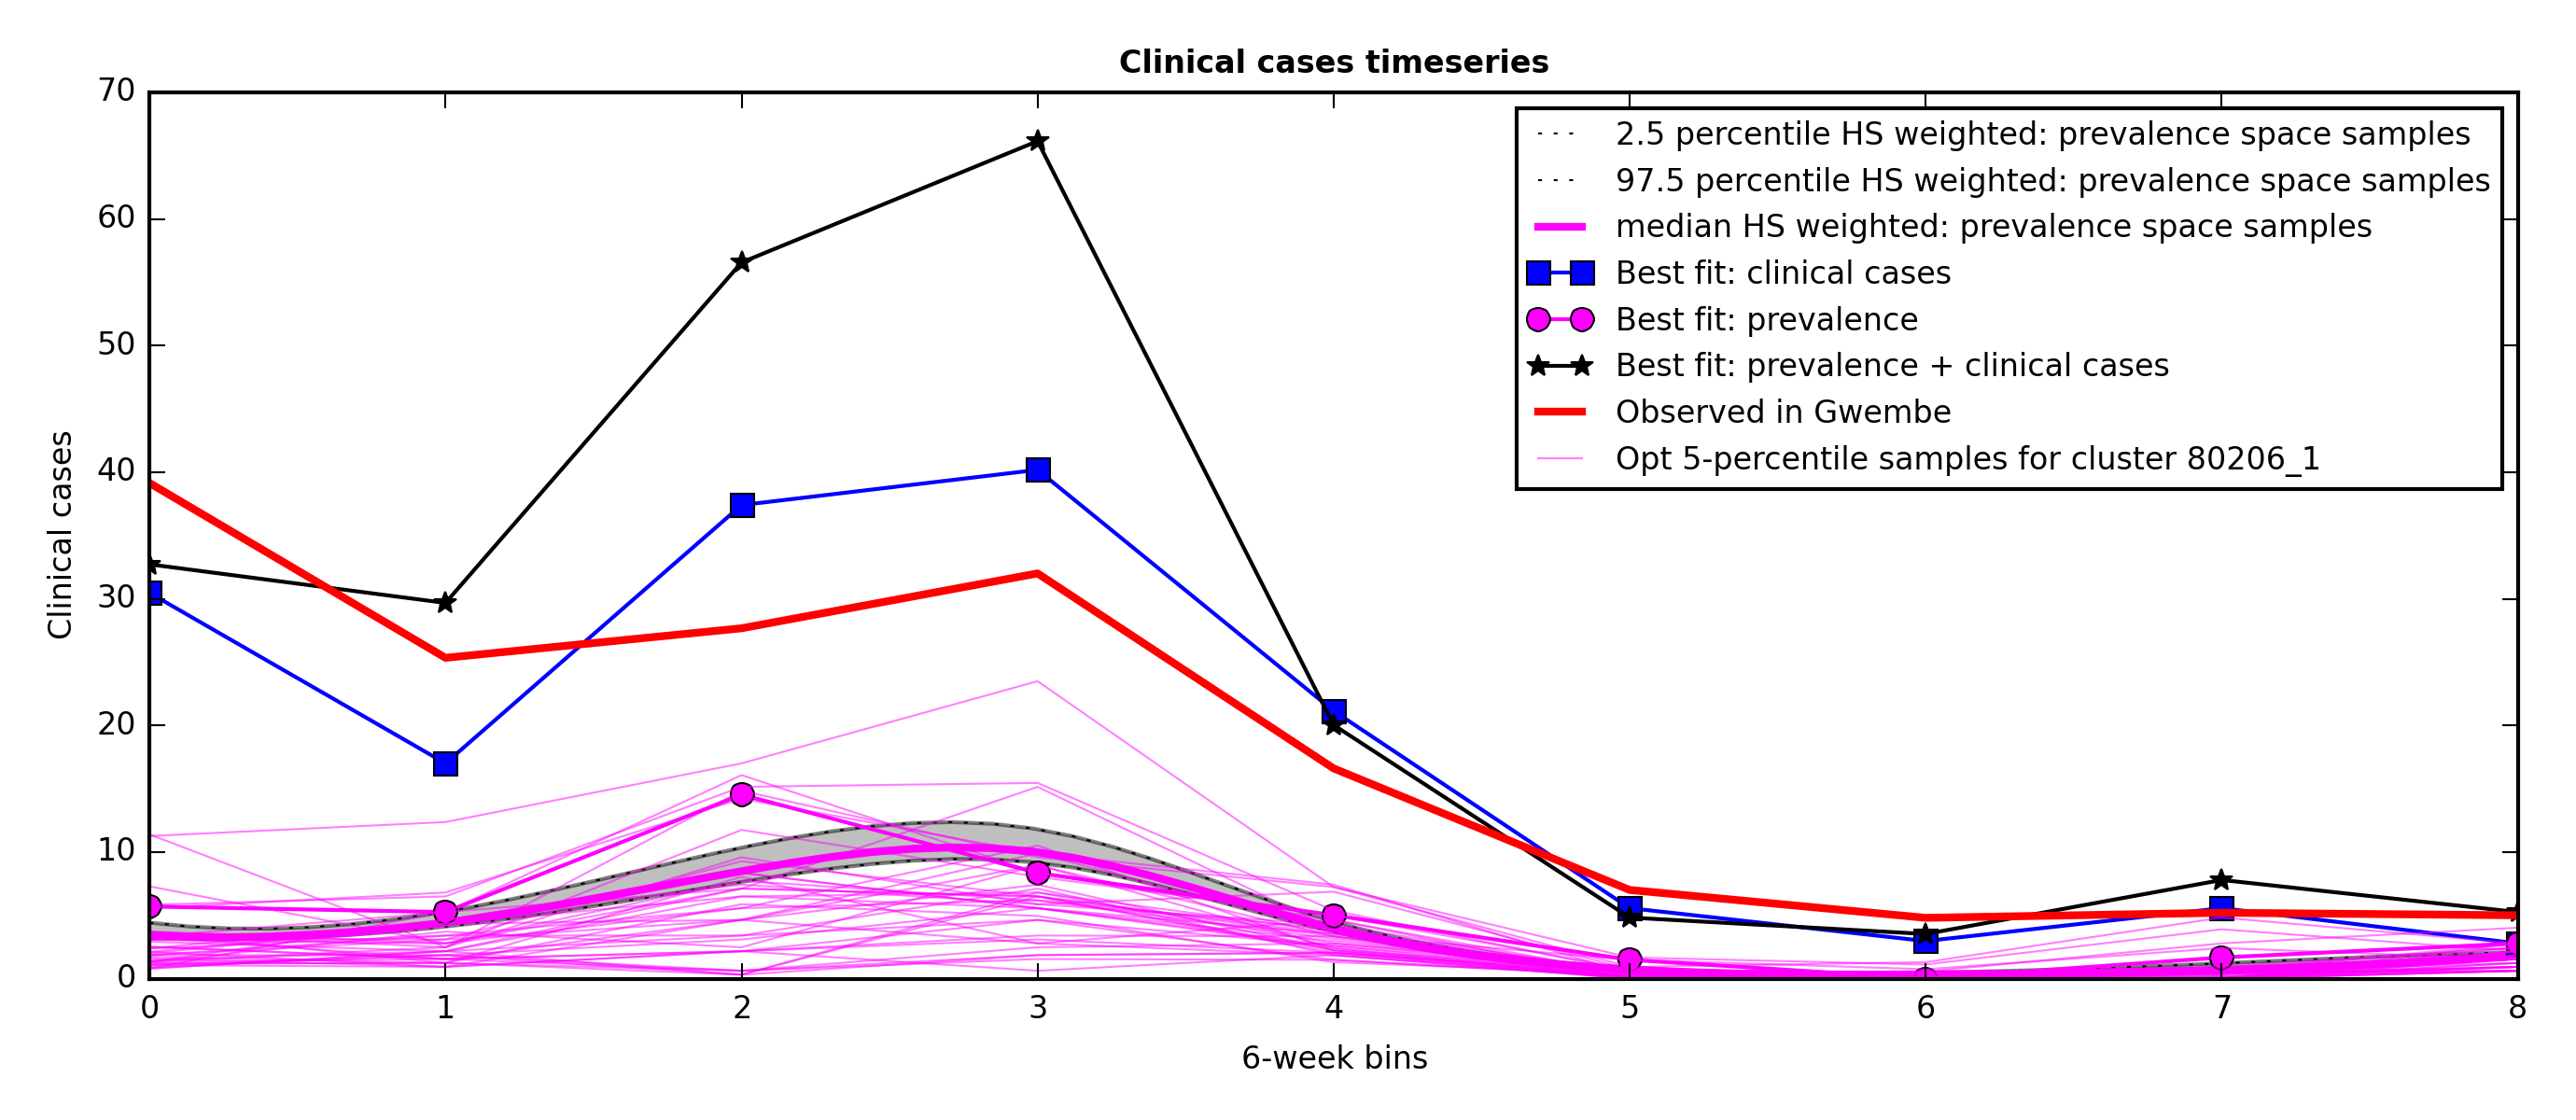 Clinical cases timeseries
70
60
50
40
30
20
10
0
Clinical cases
2.5 percentile HS weighted: prevalence space samples
97.5 percentile HS weighted: prevalence space samples
median HS weighted: prevalence space samples
Best fit: clinical cases
Best fit: prevalence
Best fit: prevalence + clinical cases
Observed in Gwembe
Opt 5-percentile samples for cluster 80206_1
0 1 2 3 4 5 6 7 8
6-week bins